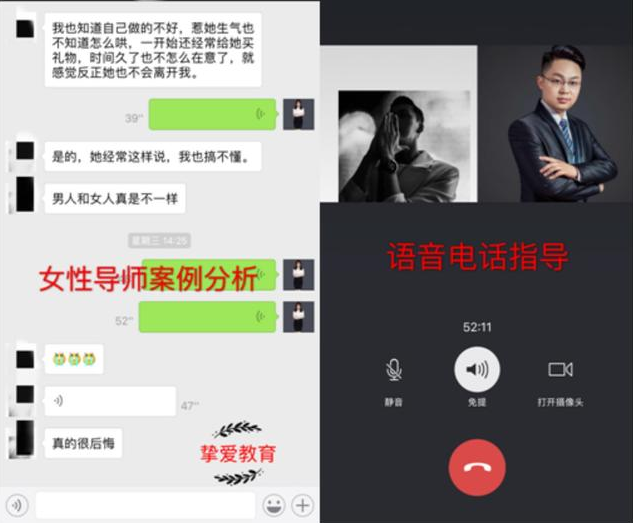 我也知道自己做的不好，惹她生气也
不知道怎么哄，一开始还经常给她买
礼物，时间久了也不怎么在意了，就
感觉反正她也不会离开我。
39"
是的，她经常这样说，我也搞不懂。
男人和女人真是不一样
星期三 14:25
女性导师案例分析
52"
47"
真的很后悔
挚爱教育
语音电话指导
52:11
静音
免提
打开摄像头